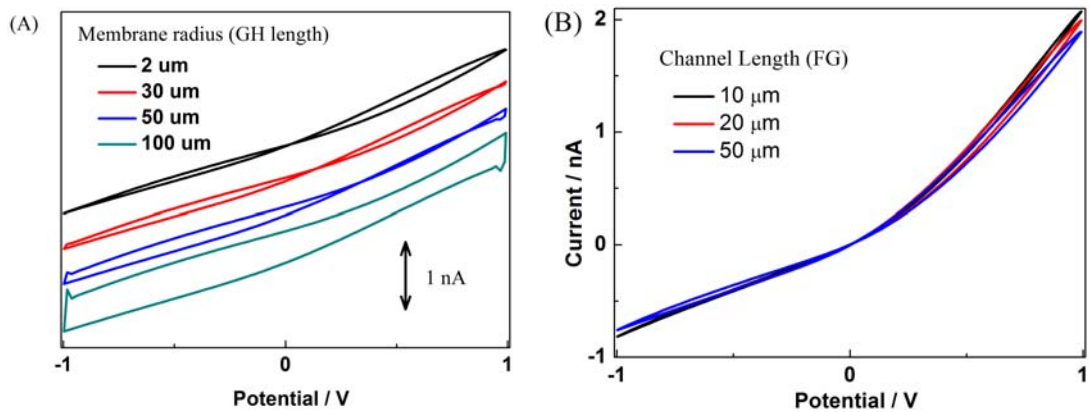 (A)
Membrane radius (GH length)
2 um
30 um
50 um
100 um
1 nA
-1
0
1
Potential / V
(B)
2
1
0
-1
Current / nA
Channel Length (FG)
10 μm
20 μm
50 μm
-1
0
1
Potential / V